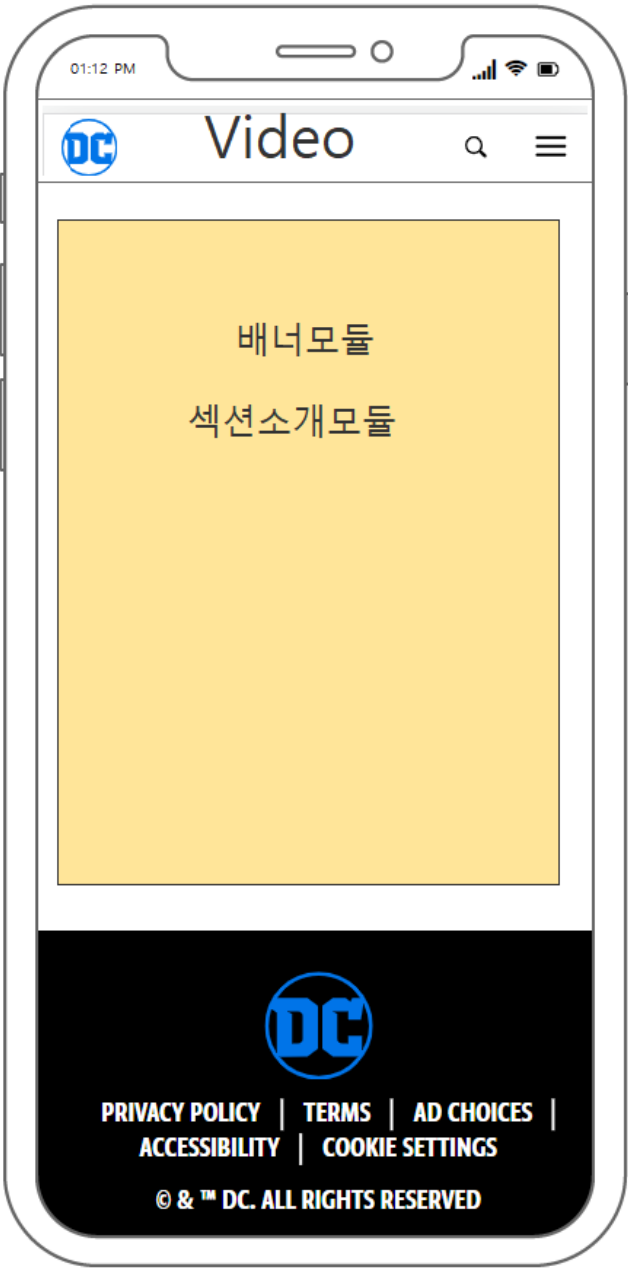 01:12 PM
DC Video
배너모듈
섹션소개모듈
DC
PRIVACY POLICY | TERMS | AD CHOICES |
ACCESSIBILITY | COOKIE SETTINGS
© & ™ DC. ALL RIGHTS RESERVED